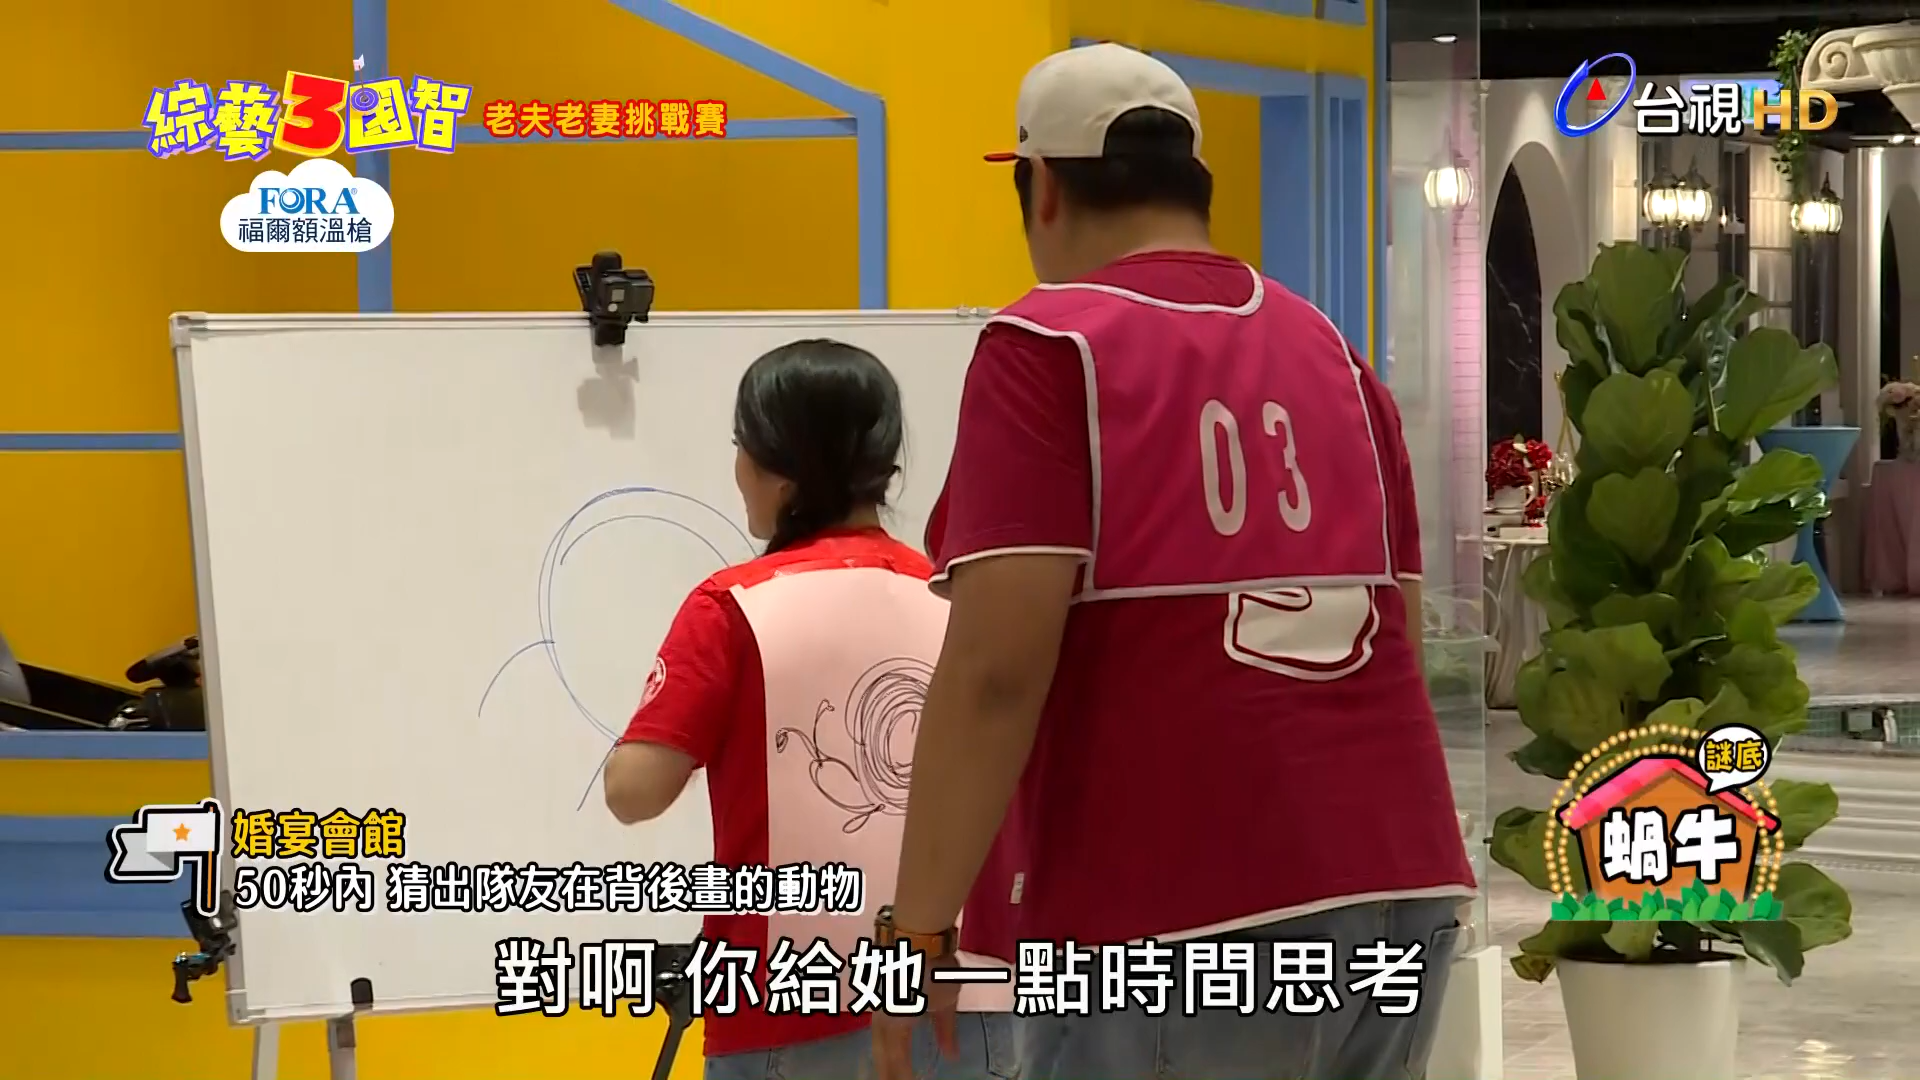 綜藝3國智 老夫老妻挑戰賽
FORA®
福爾額溫槍
台視HD
03
謎底
蝸牛
婚宴會館
50秒內 猜出隊友在背後畫的動物
對啊 你給她一點時間思考